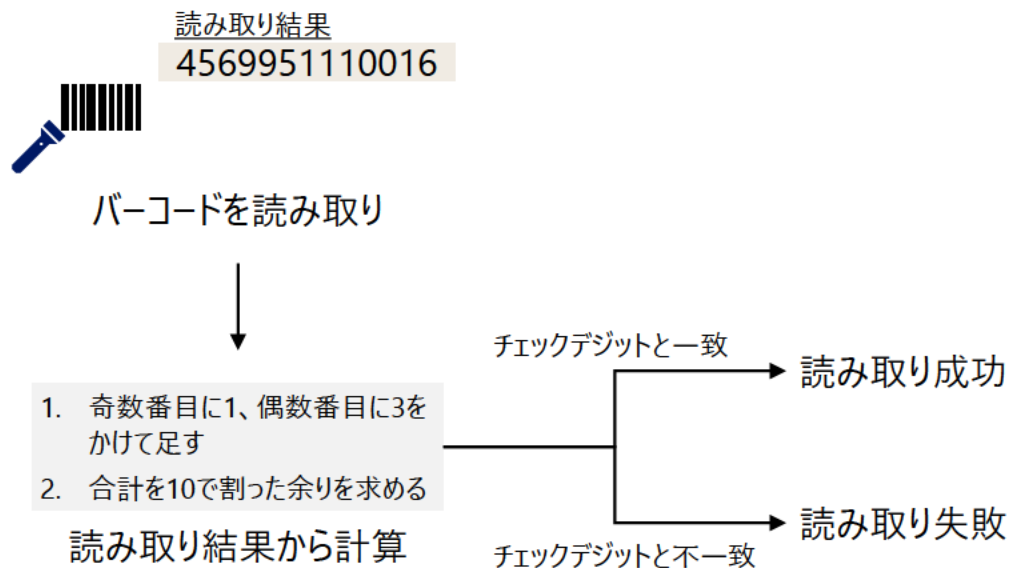 読み取り結果
4569951110016
バーコードを読み取り
チェックデジットと一致
読み取り成功
1. 奇数番目に1、偶数番目に3を
かけて足す
2. 合計を10で割った余りを求める
読み取り結果から計算
読み取り失敗
チェックデジットと不一致